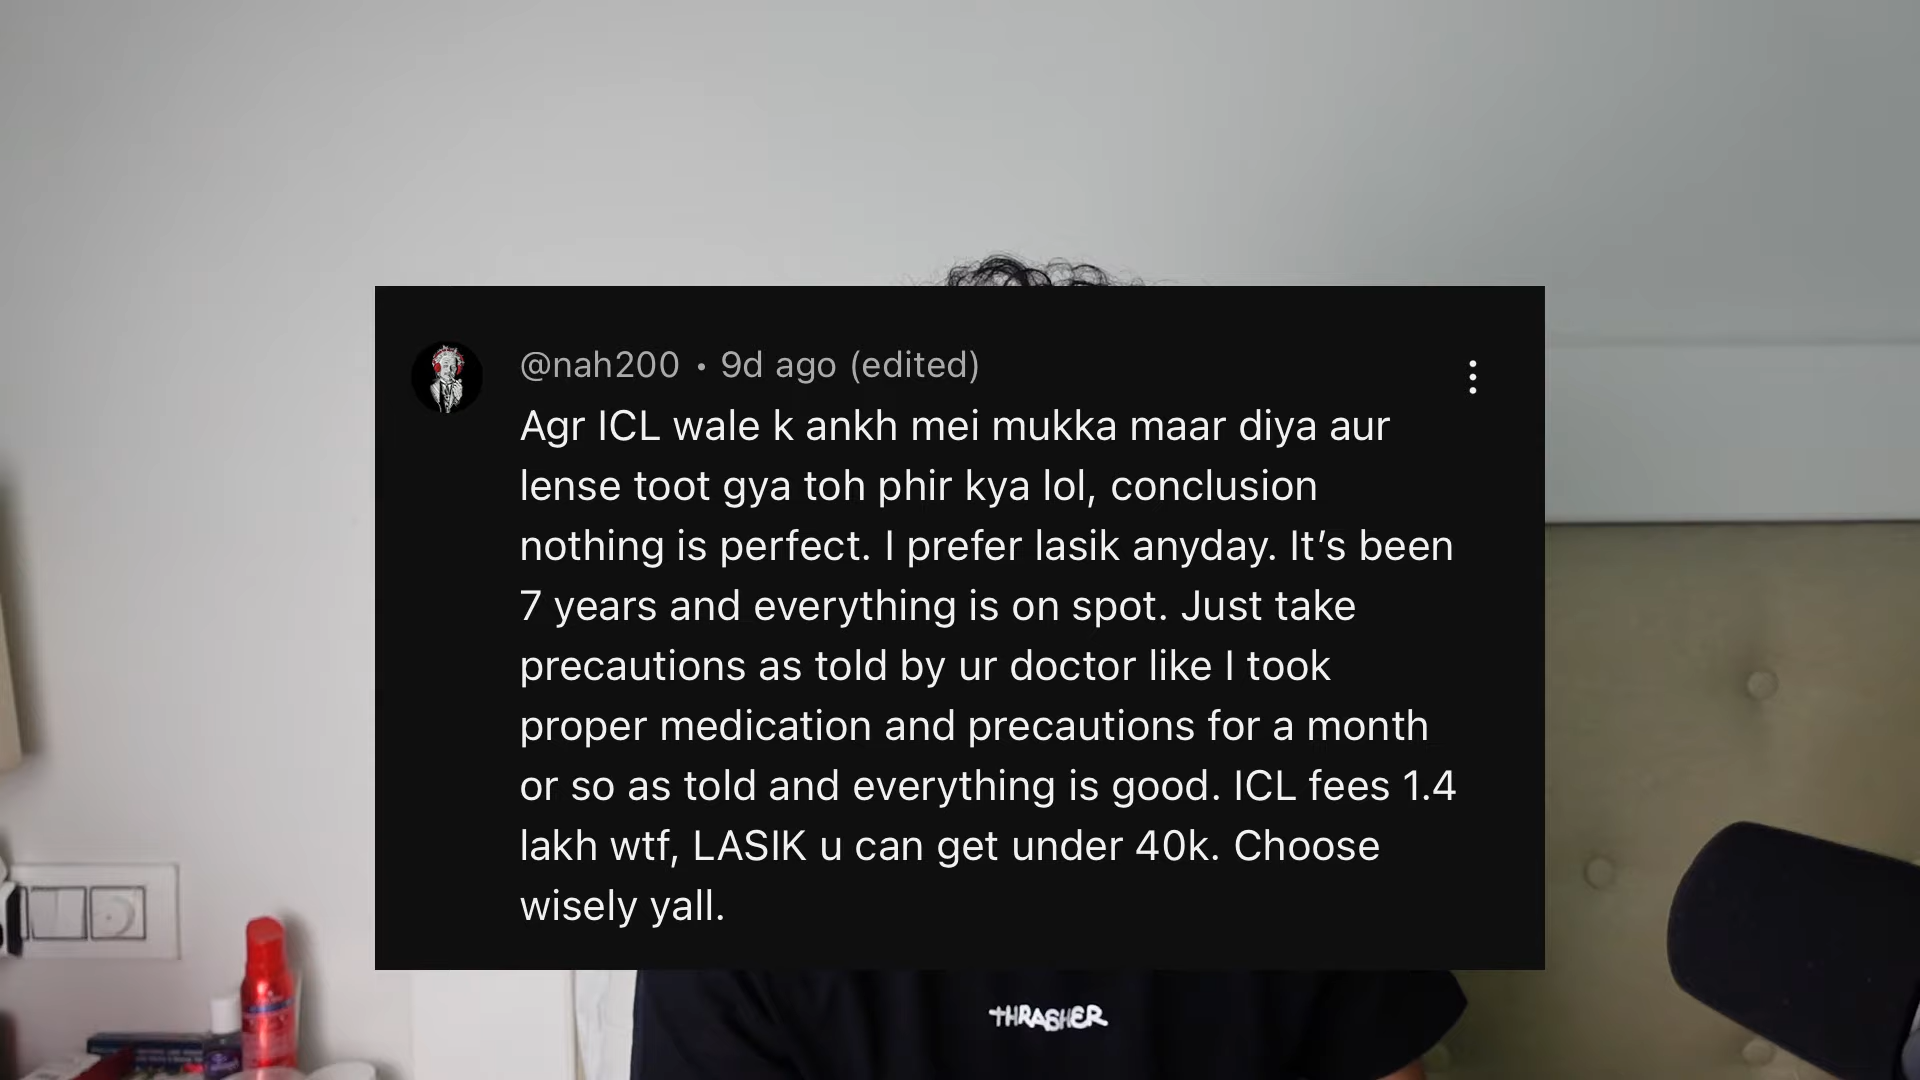 @nah200 • 9d ago (edited)
Agr ICL wale k ankh mei mukka maar diya aur
lense toot gya toh phir kya lol, conclusion
nothing is perfect. I prefer lasik anyday. It’s been
7 years and everything is on spot. Just take
precautions as told by ur doctor like I took
proper medication and precautions for a month
or so as told and everything is good. ICL fees 1.4
lakh wtf, LASIK u can get under 40k. Choose
wisely yall.
THRASHER